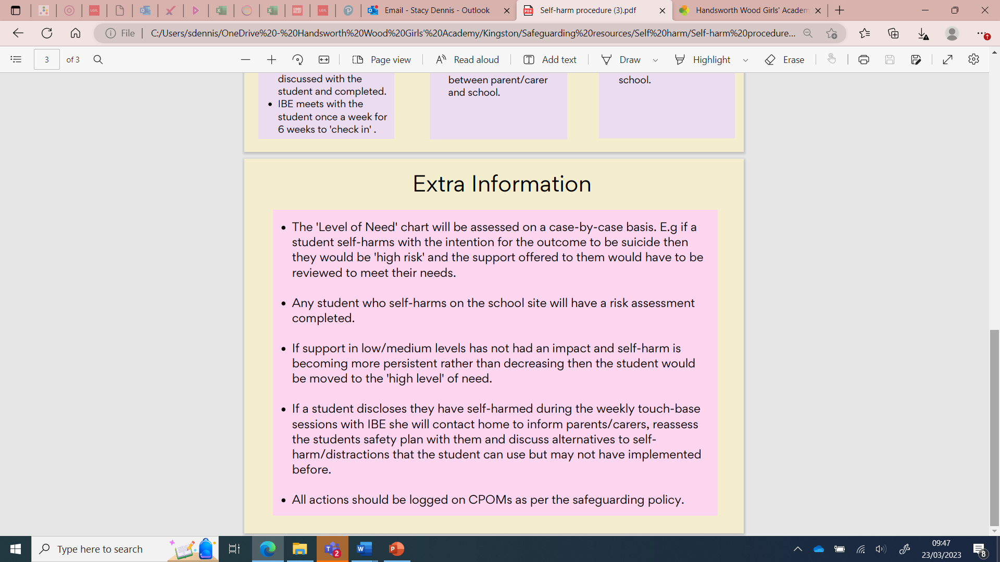 Email - Stacy Dennis - Outlook
Self-harm procedure (3).pdf
Handsworth Wood Girls' Academ
File
C:/Users/sdennis/OneDrive%20-%20Handsworth%20Wood%20Girls'%20Academy/Kingston/Safeguarding%20resources/Self%20harm/Self-harm%20procedure...
3 of 3
Page view
Read aloud
Add text
Draw
Highlight
Erase
discussed with the
student and completed.
• IBE meets with the
student once a week for
6 weeks to 'check in' .
between parent/carer
and school.
school.
Extra Information
• The 'Level of Need' chart will be assessed on a case-by-case basis. E.g if a
student self-harms with the intention for the outcome to be suicide then
they would be 'high risk' and the support offered to them would have to be
reviewed to meet their needs.
• Any student who self-harms on the school site will have a risk assessment
completed.
• If support in low/medium levels has not had an impact and self-harm is
becoming more persistent rather than decreasing then the student would
be moved to the 'high level' of need.
• If a student discloses they have self-harmed during the weekly touch-base
sessions with IBE she will contact home to inform parents/carers, reassess
the students safety plan with them and discuss alternatives to self-
harm/distractions that the student can use but may not have implemented
before.
• All actions should be logged on CPOMs as per the safeguarding policy.
Type here to search
2
09:47
23/03/2023
8